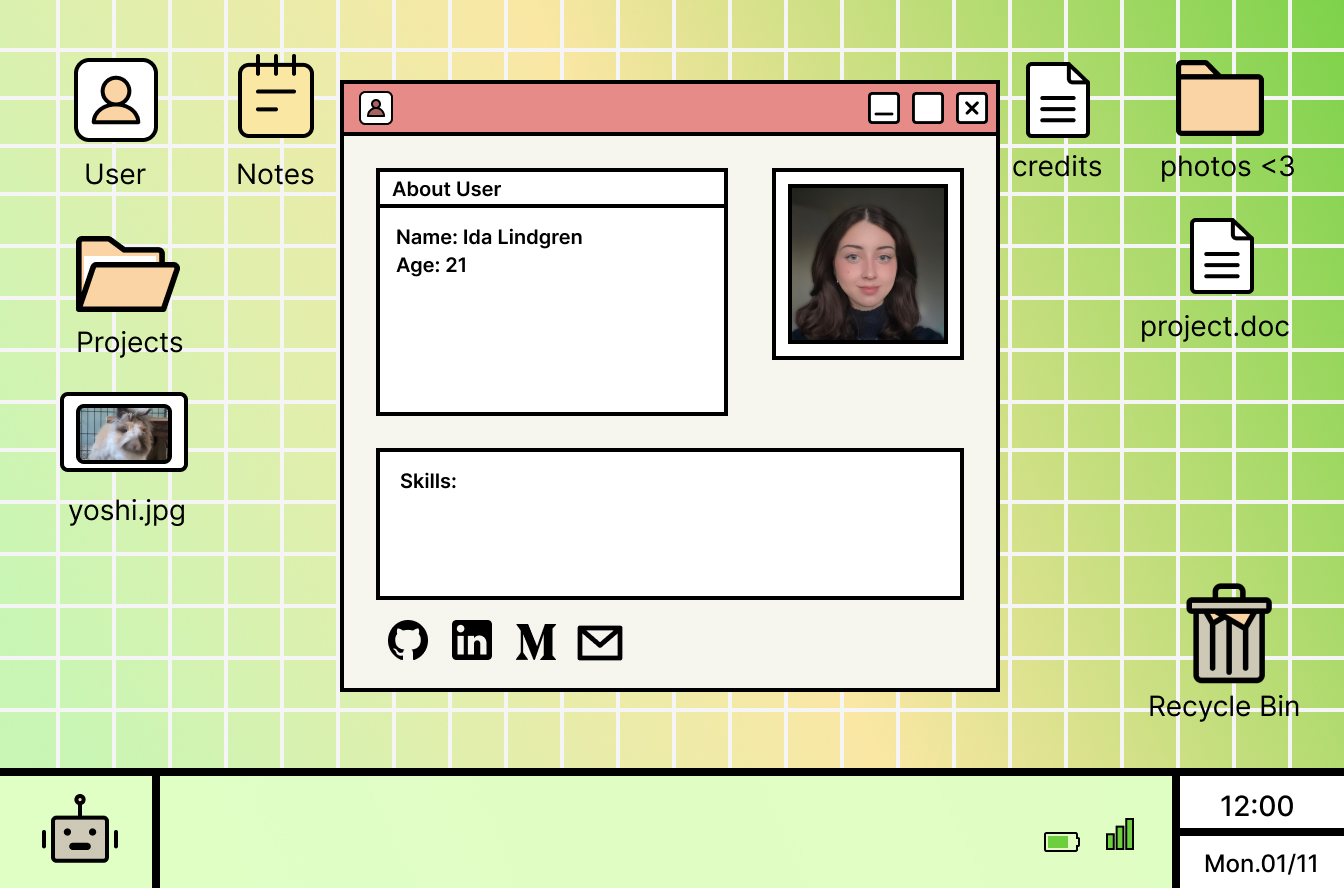 User
Notes
Projects
yoshi.jpg
About User
Name: Ida Lindgren
Age: 21
Skills:
in
M
credits
photos <3
project.doc
Recycle Bin
12:00
Mon.01/11